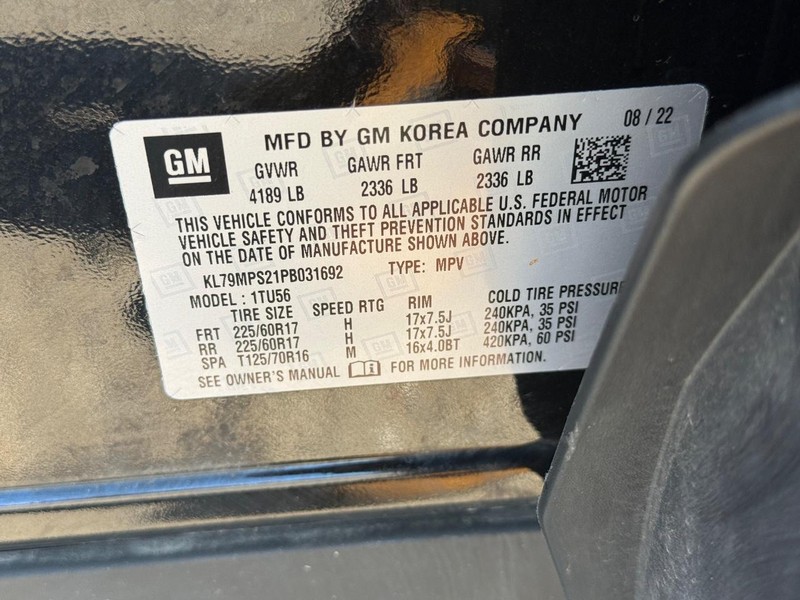 GM
MFD BY GM KOREA COMPANY 08 / 22
GVWR GAWR FRT GAWR RR
4189 LB 2336 LB 2336 LB
THIS VEHICLE CONFORMS TO ALL APPLICABLE U.S. FEDERAL MOTOR
VEHICLE SAFETY AND THEFT PREVENTION STANDARDS IN EFFECT
ON THE DATE OF MANUFACTURE SHOWN ABOVE.
KL79MPS21PB031692 TYPE: MPV
MODEL : 1TU56
TIRE SIZE SPEED RTG RIM COLD TIRE PRESSURE
FRT 225/60R17 H 17x7.5J 240KPA, 35 PSI
RR 225/60R17 H 17x7.5J 240KPA, 35 PSI
SPA T125/70R16 M 16x4.0BT 420KPA, 60 PSI
SEE OWNER'S MANUAL FOR MORE INFORMATION.